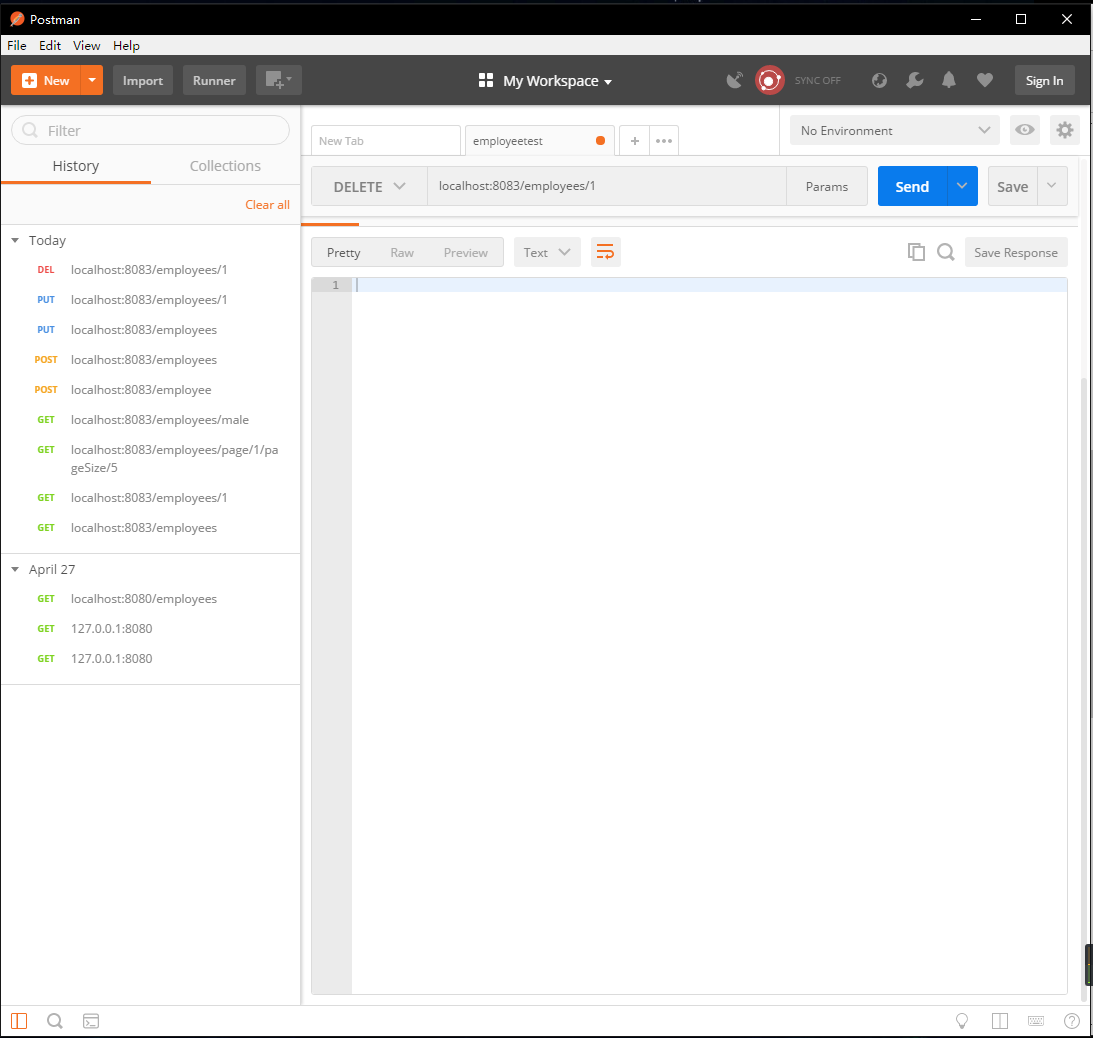 Postman
File Edit View Help
New Import Runner My Workspace SYNC OFF Sign In
Filter
History Collections
Clear all
Today
DEL localhost:8083/employees/1
PUT localhost:8083/employees/1
PUT localhost:8083/employees
POST localhost:8083/employees
POST localhost:8083/employee
GET localhost:8083/employees/male
GET localhost:8083/employees/page/1/pa
geSize/5
GET localhost:8083/employees/1
GET localhost:8083/employees
April 27
GET localhost:8080/employees
GET 127.0.0.1:8080
GET 127.0.0.1:8080
New Tab employeetest No Environment
DELETE localhost:8083/employees/1 Params Send Save
Pretty Raw Preview Text Save Response
1